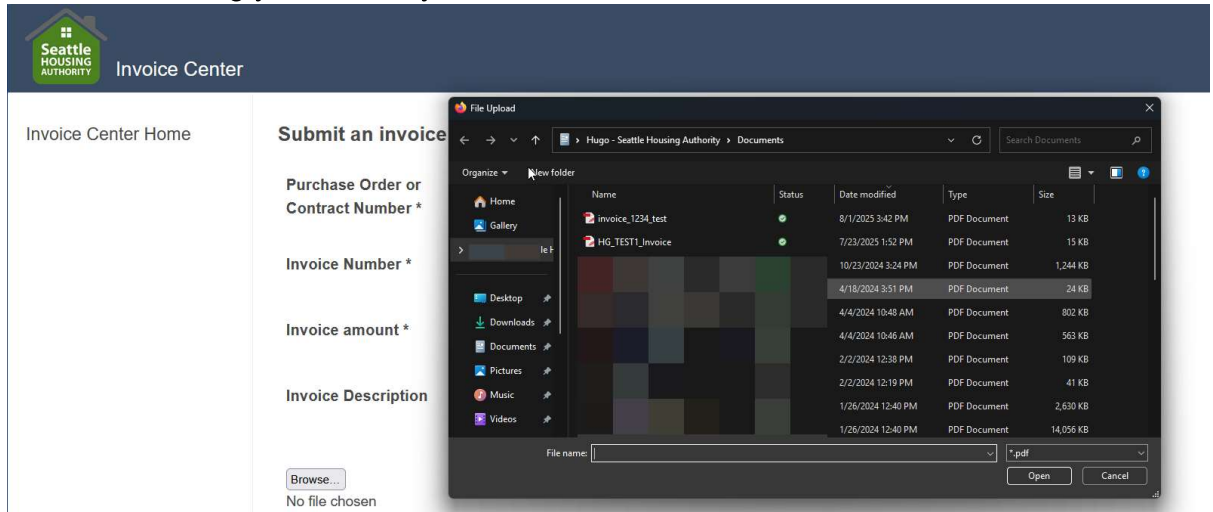 Seattle
HOUSING
AUTHORITY
Invoice Center
Invoice Center Home
Submit an invoice
Purchase Order or
Contract Number *
Invoice Number *
Invoice amount *
Invoice Description
Browse...
No file chosen
File Upload
Hugo - Seattle Housing Authority > Documents
Search Documents
Organize
New folder
Home
Gallery
le H
Desktop
Downloads
Documents
Pictures
Music
Videos
Name Status Date modified Type Size
invoice_1234_test 8/1/2025 3:42 PM PDF Document 13 KB
HG_TEST1_Invoice 7/23/2025 1:52 PM PDF Document 15 KB
10/23/2024 3:24 PM PDF Document 1,244 KB
4/18/2024 3:51 PM PDF Document 24 KB
4/4/2024 10:48 AM PDF Document 802 KB
4/4/2024 10:46 AM PDF Document 563 KB
2/2/2024 12:38 PM PDF Document 109 KB
2/2/2024 12:19 PM PDF Document 41 KB
1/26/2024 12:40 PM PDF Document 2,630 KB
1/26/2024 12:40 PM PDF Document 14,056 KB
File name:
*.pdf
Open
Cancel